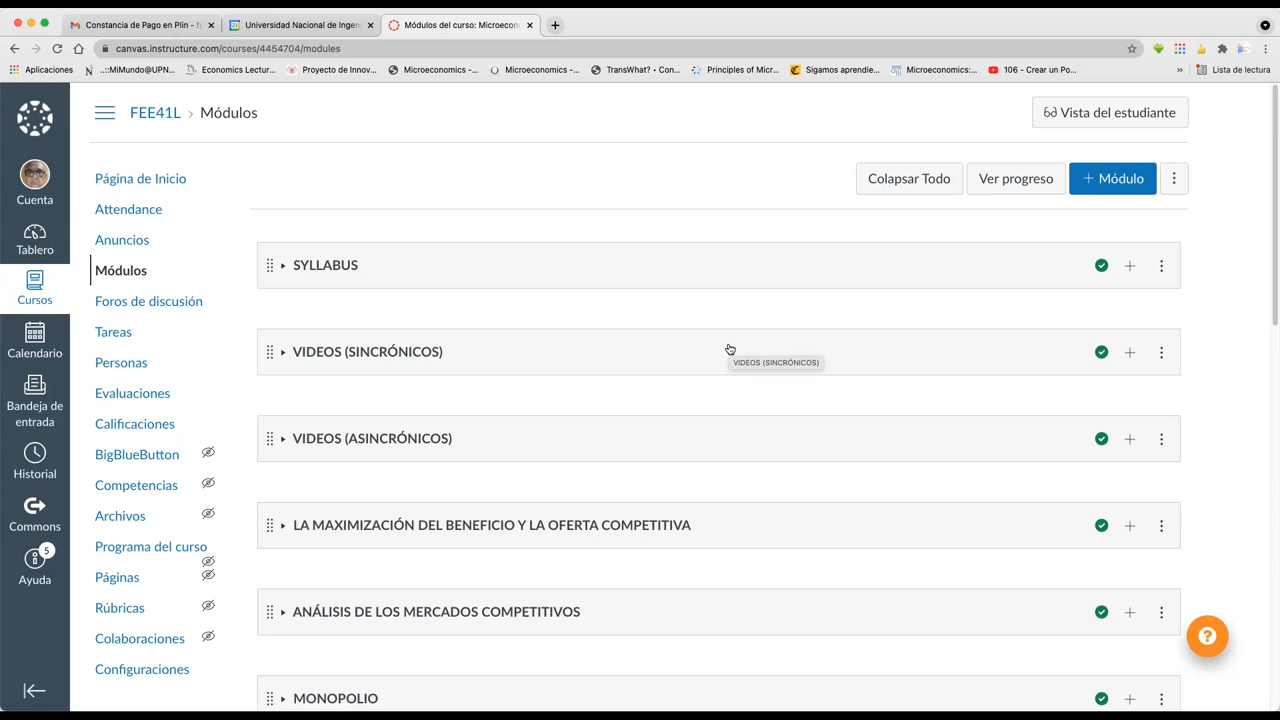 Constancia de Pago en Plin - f
Universidad Nacional de Ingen
Módulos del curso: Microecon
canvas.instructure.com/courses/4454704/modules
Aplicaciones
..::MiMundo@UPN...
Economics Lectur...
Proyecto de Innov...
Microeconomics -...
Microeconomics -...
TransWhat? • Con...
Principles of Micr...
Sigamos aprendie...
Microeconomics:...
106 - Crear un Po...
»
Lista de lectura
FEE41L › Módulos
Vista del estudiante
Cuenta
Tablero
Cursos
Calendario
Bandeja de
entrada
Historial
Commons
5
Ayuda
Página de Inicio
Attendance
Anuncios
Módulos
Foros de discusión
Tareas
Personas
Evaluaciones
Calificaciones
BigBlueButton
Competencias
Archivos
Programa del curso
Páginas
Rúbricas
Colaboraciones
Configuraciones
Colapsar Todo
Ver progreso
+ Módulo
SYLLABUS
VIDEOS (SINCRÓNICOS)
VIDEOS (SINCRÓNICOS)
VIDEOS (ASINCRÓNICOS)
LA MAXIMIZACIÓN DEL BENEFICIO Y LA OFERTA COMPETITIVA
ANÁLISIS DE LOS MERCADOS COMPETITIVOS
MONOPOLIO